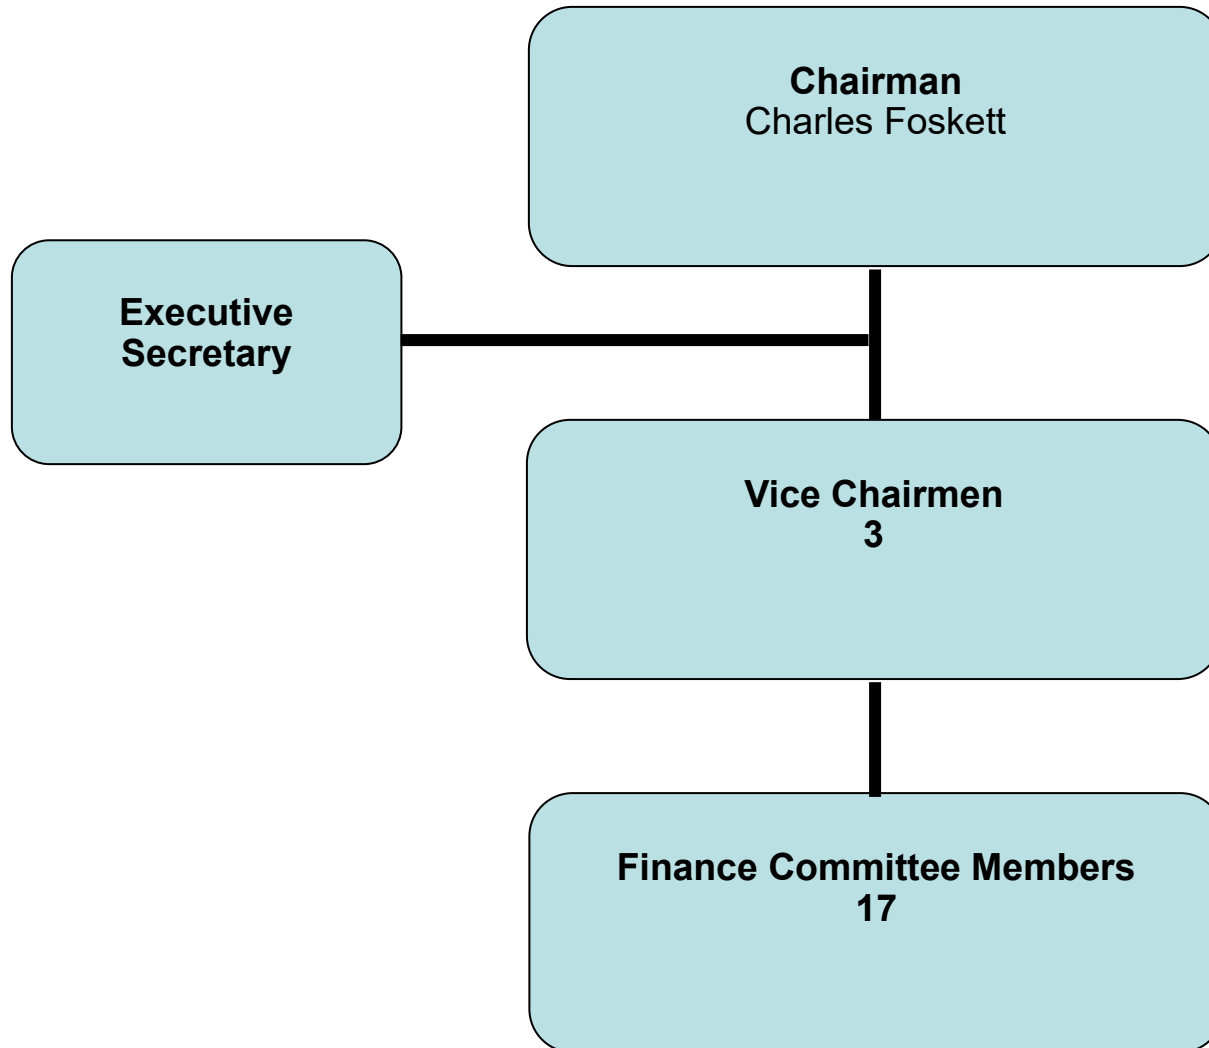 Chairman
Charles Foskett
Executive
Secretary
Vice Chairmen
3
Finance Committee Members
17